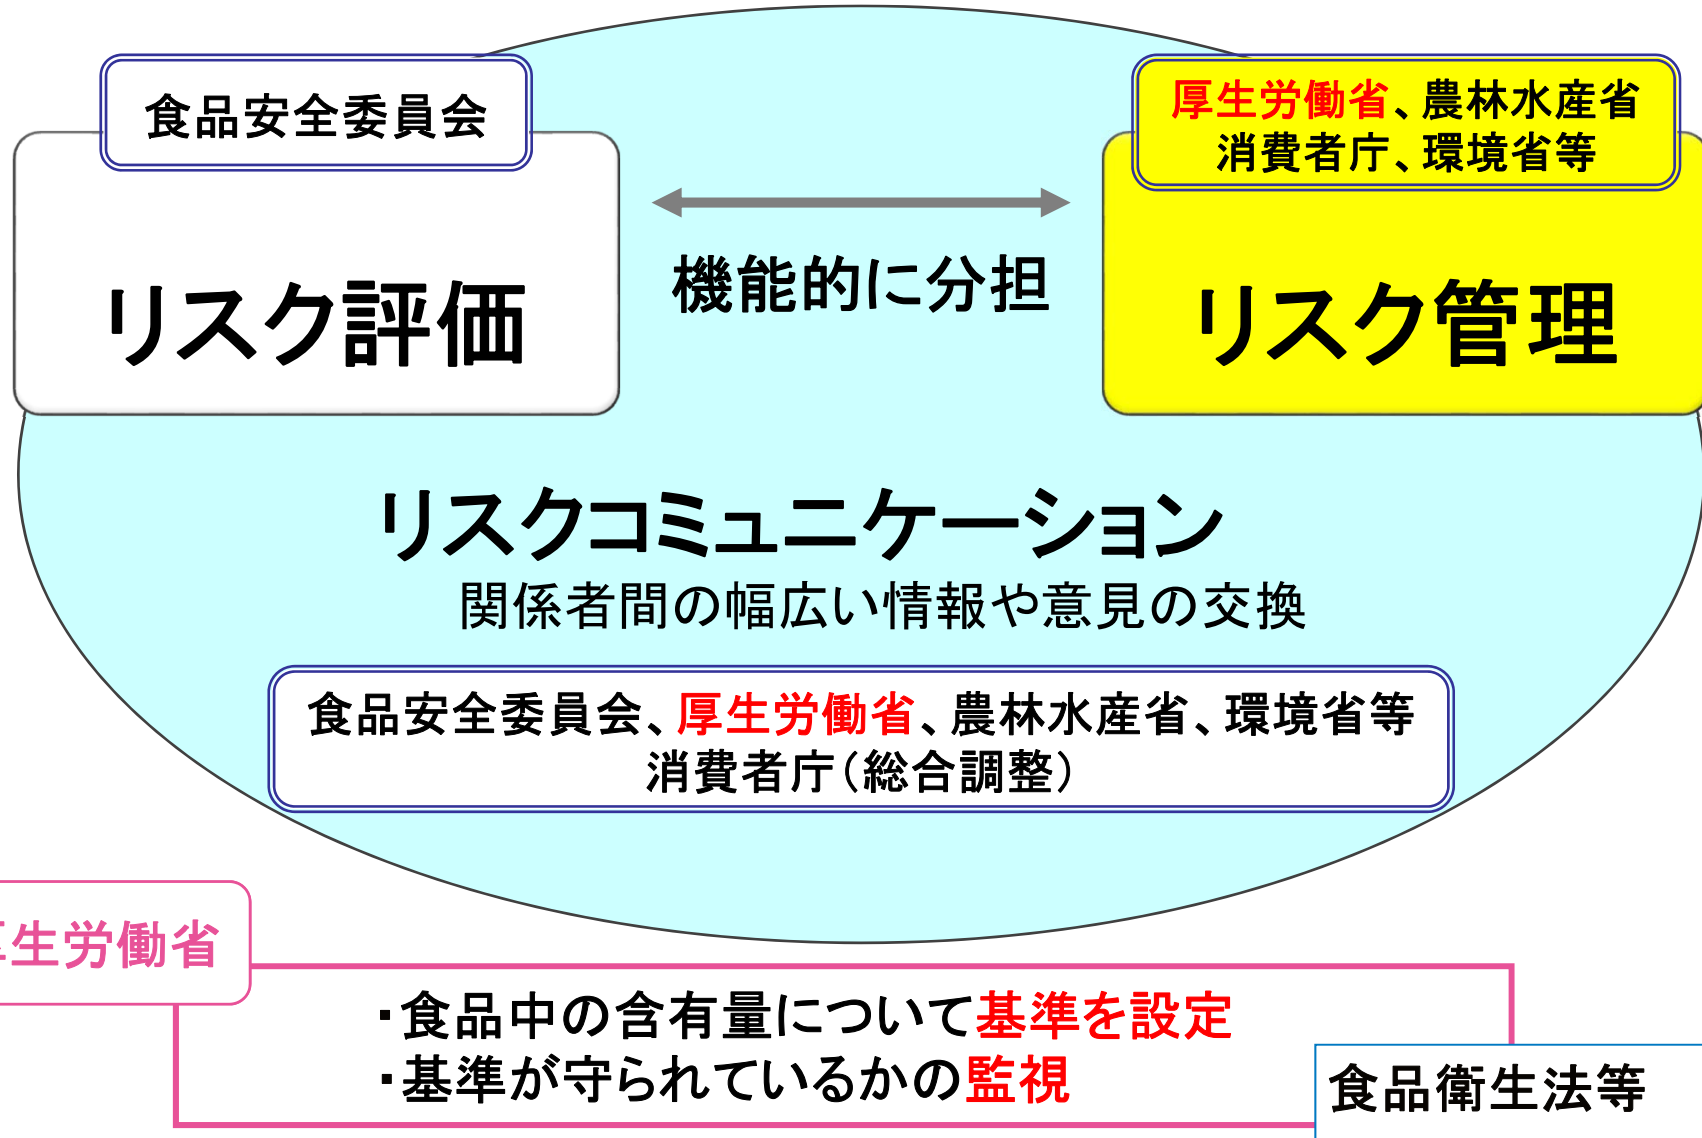 食品安全委員会
厚生労働省、農林水産省
消費者庁、環境省等
リスク評価
機能的に分担
リスク管理
リスクコミュニケーション
関係者間の幅広い情報や意見の交換
食品安全委員会、厚生労働省、農林水産省、環境省等
消費者庁（総合調整）
厚生労働省
・食品中の含有量について基準を設定
・基準が守られているかの監視
食品衛生法等